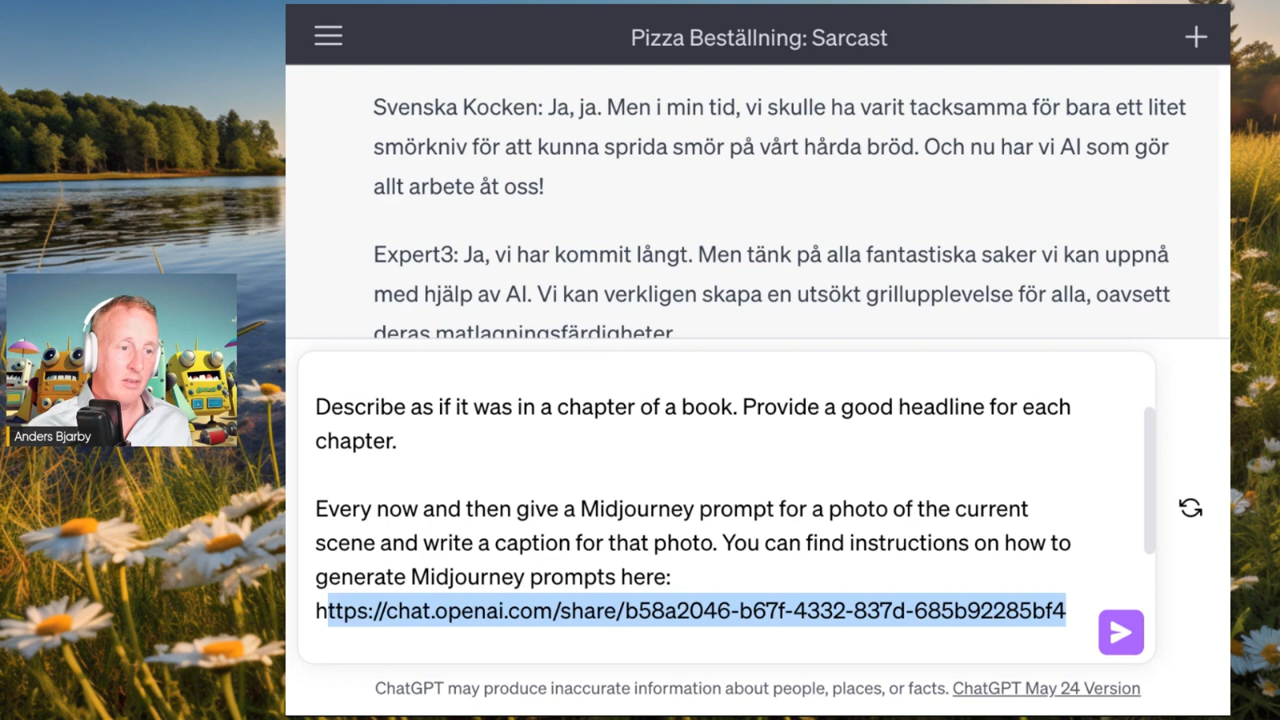 Pizza Beställning: Sarcast
Svenska Kocken: Ja, ja. Men i min tid, vi skulle ha varit tacksamma för bara ett litet
smörkniv för att kunna sprida smör på vårt hårda bröd. Och nu har vi AI som gör
allt arbete åt oss!
Expert3: Ja, vi har kommit långt. Men tänk på alla fantastiska saker vi kan uppnå
med hjälp av AI. Vi kan verkligen skapa en utsökt grillupplevelse för alla, oavsett
deras matlagningsfärdigheter.
Anders Bjarby
Describe as if it was in a chapter of a book. Provide a good headline for each
chapter.
Every now and then give a Midjourney prompt for a photo of the current
scene and write a caption for that photo. You can find instructions on how to
generate Midjourney prompts here:
https://chat.openai.com/share/b58a2046-b67f-4332-837d-685b92285bf4
ChatGPT may produce inaccurate information about people, places, or facts. ChatGPT May 24 Version